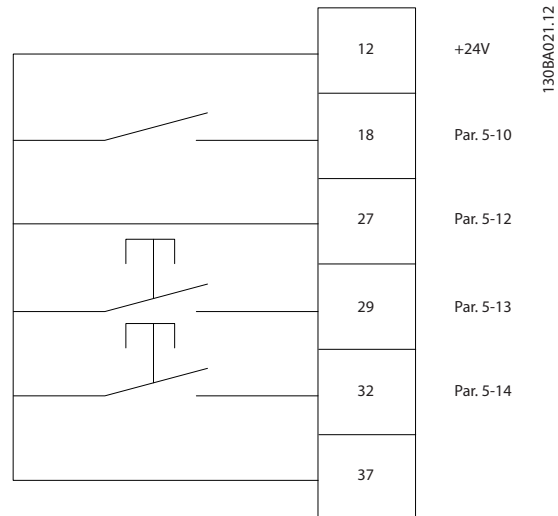 12 +24V
18 Par. 5-10
27 Par. 5-12
29 Par. 5-13
32 Par. 5-14
37
130BA021.12